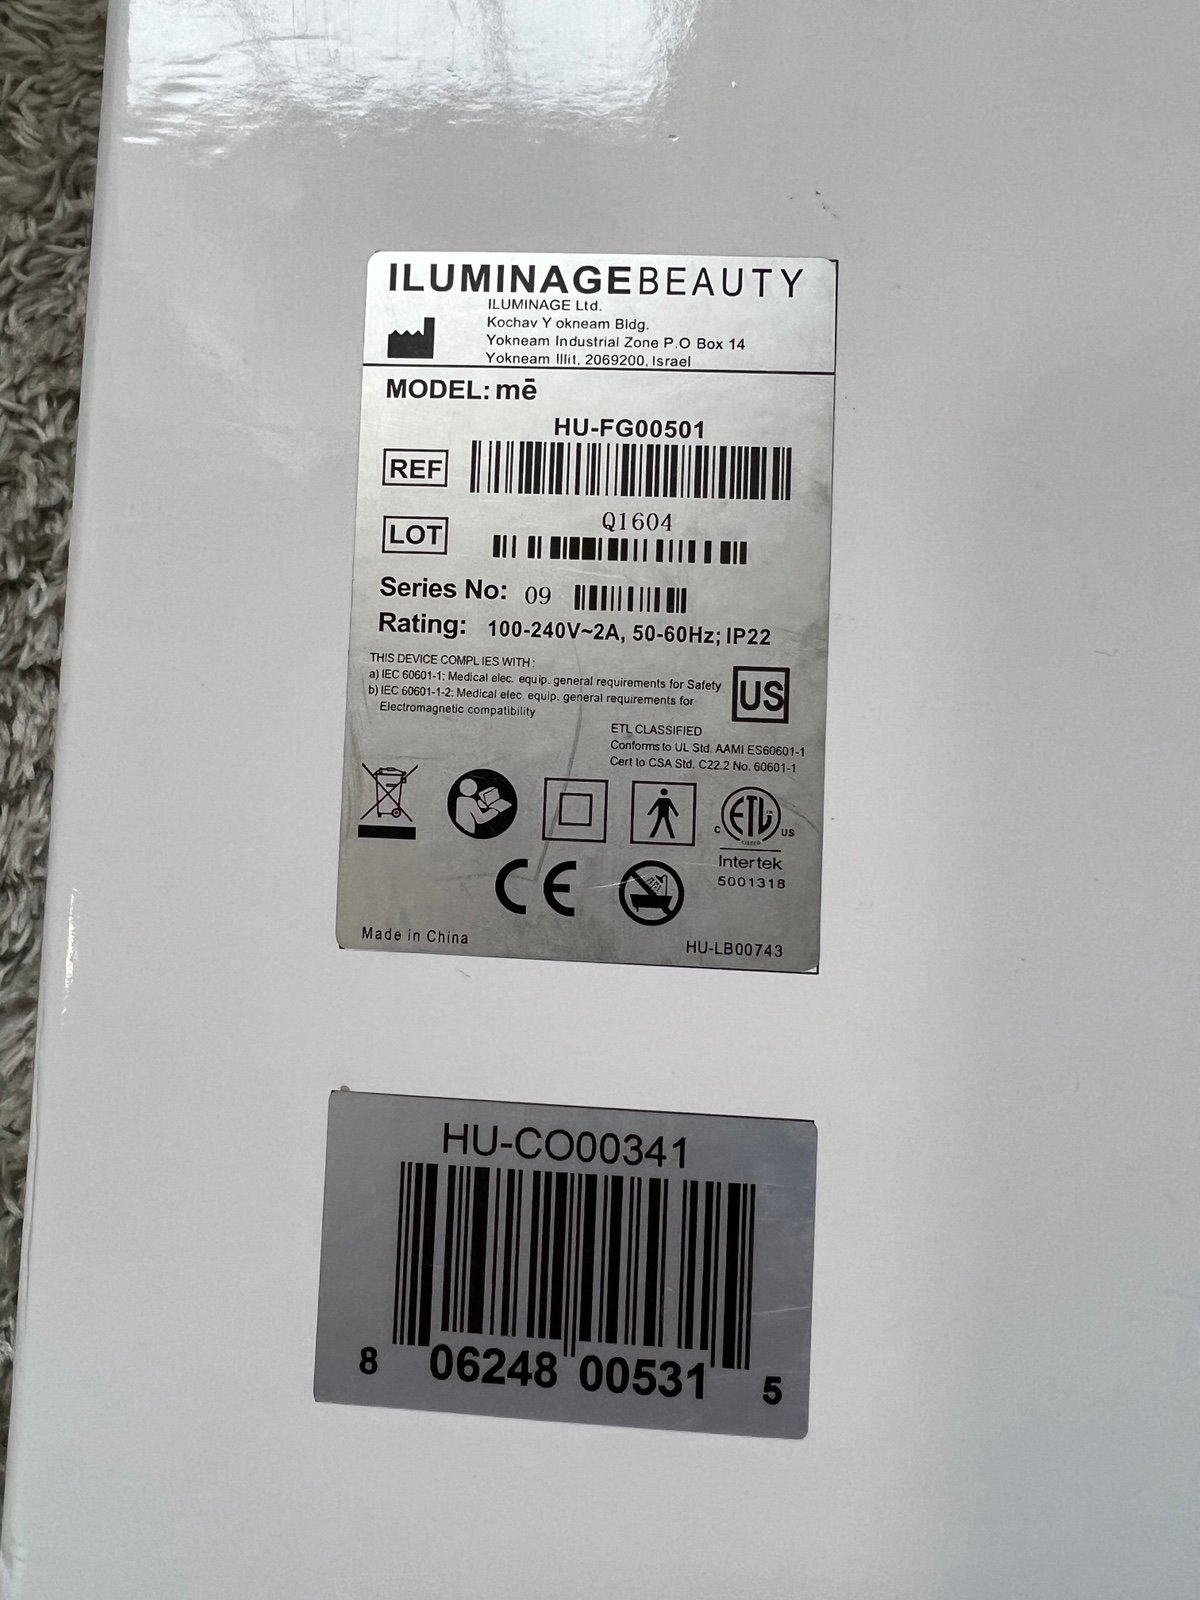 ILUMINAGEBEAUTY
ILUMINAGE Ltd.
Kochav Y okneam Bldg.
Yokneam Industrial Zone P.O Box 14
Yokneam Illit, 2069200, Israel
MODEL: mē
HU-FG00501
REF
Q1604
LOT
Series No: 09
Rating: 100-240V~2A, 50-60Hz; IP22
THIS DEVICE COMPLIES WITH:
a) IEC 60601-1: Medical elec. equip. general requirements for Safety
b) IEC 60601-1-2: Medical elec. equip. general requirements for
Electromagnetic compatibility
US
ETL CLASSIFIED
Conforms to UL Std. AAMI ES60601-1
Cert to CSA Std. C22.2 No. 60601-1
C ETL US
Intertek
5001318
CE
Made in China
HU-LB00743
HU-CO00341
8 06248 00531 5